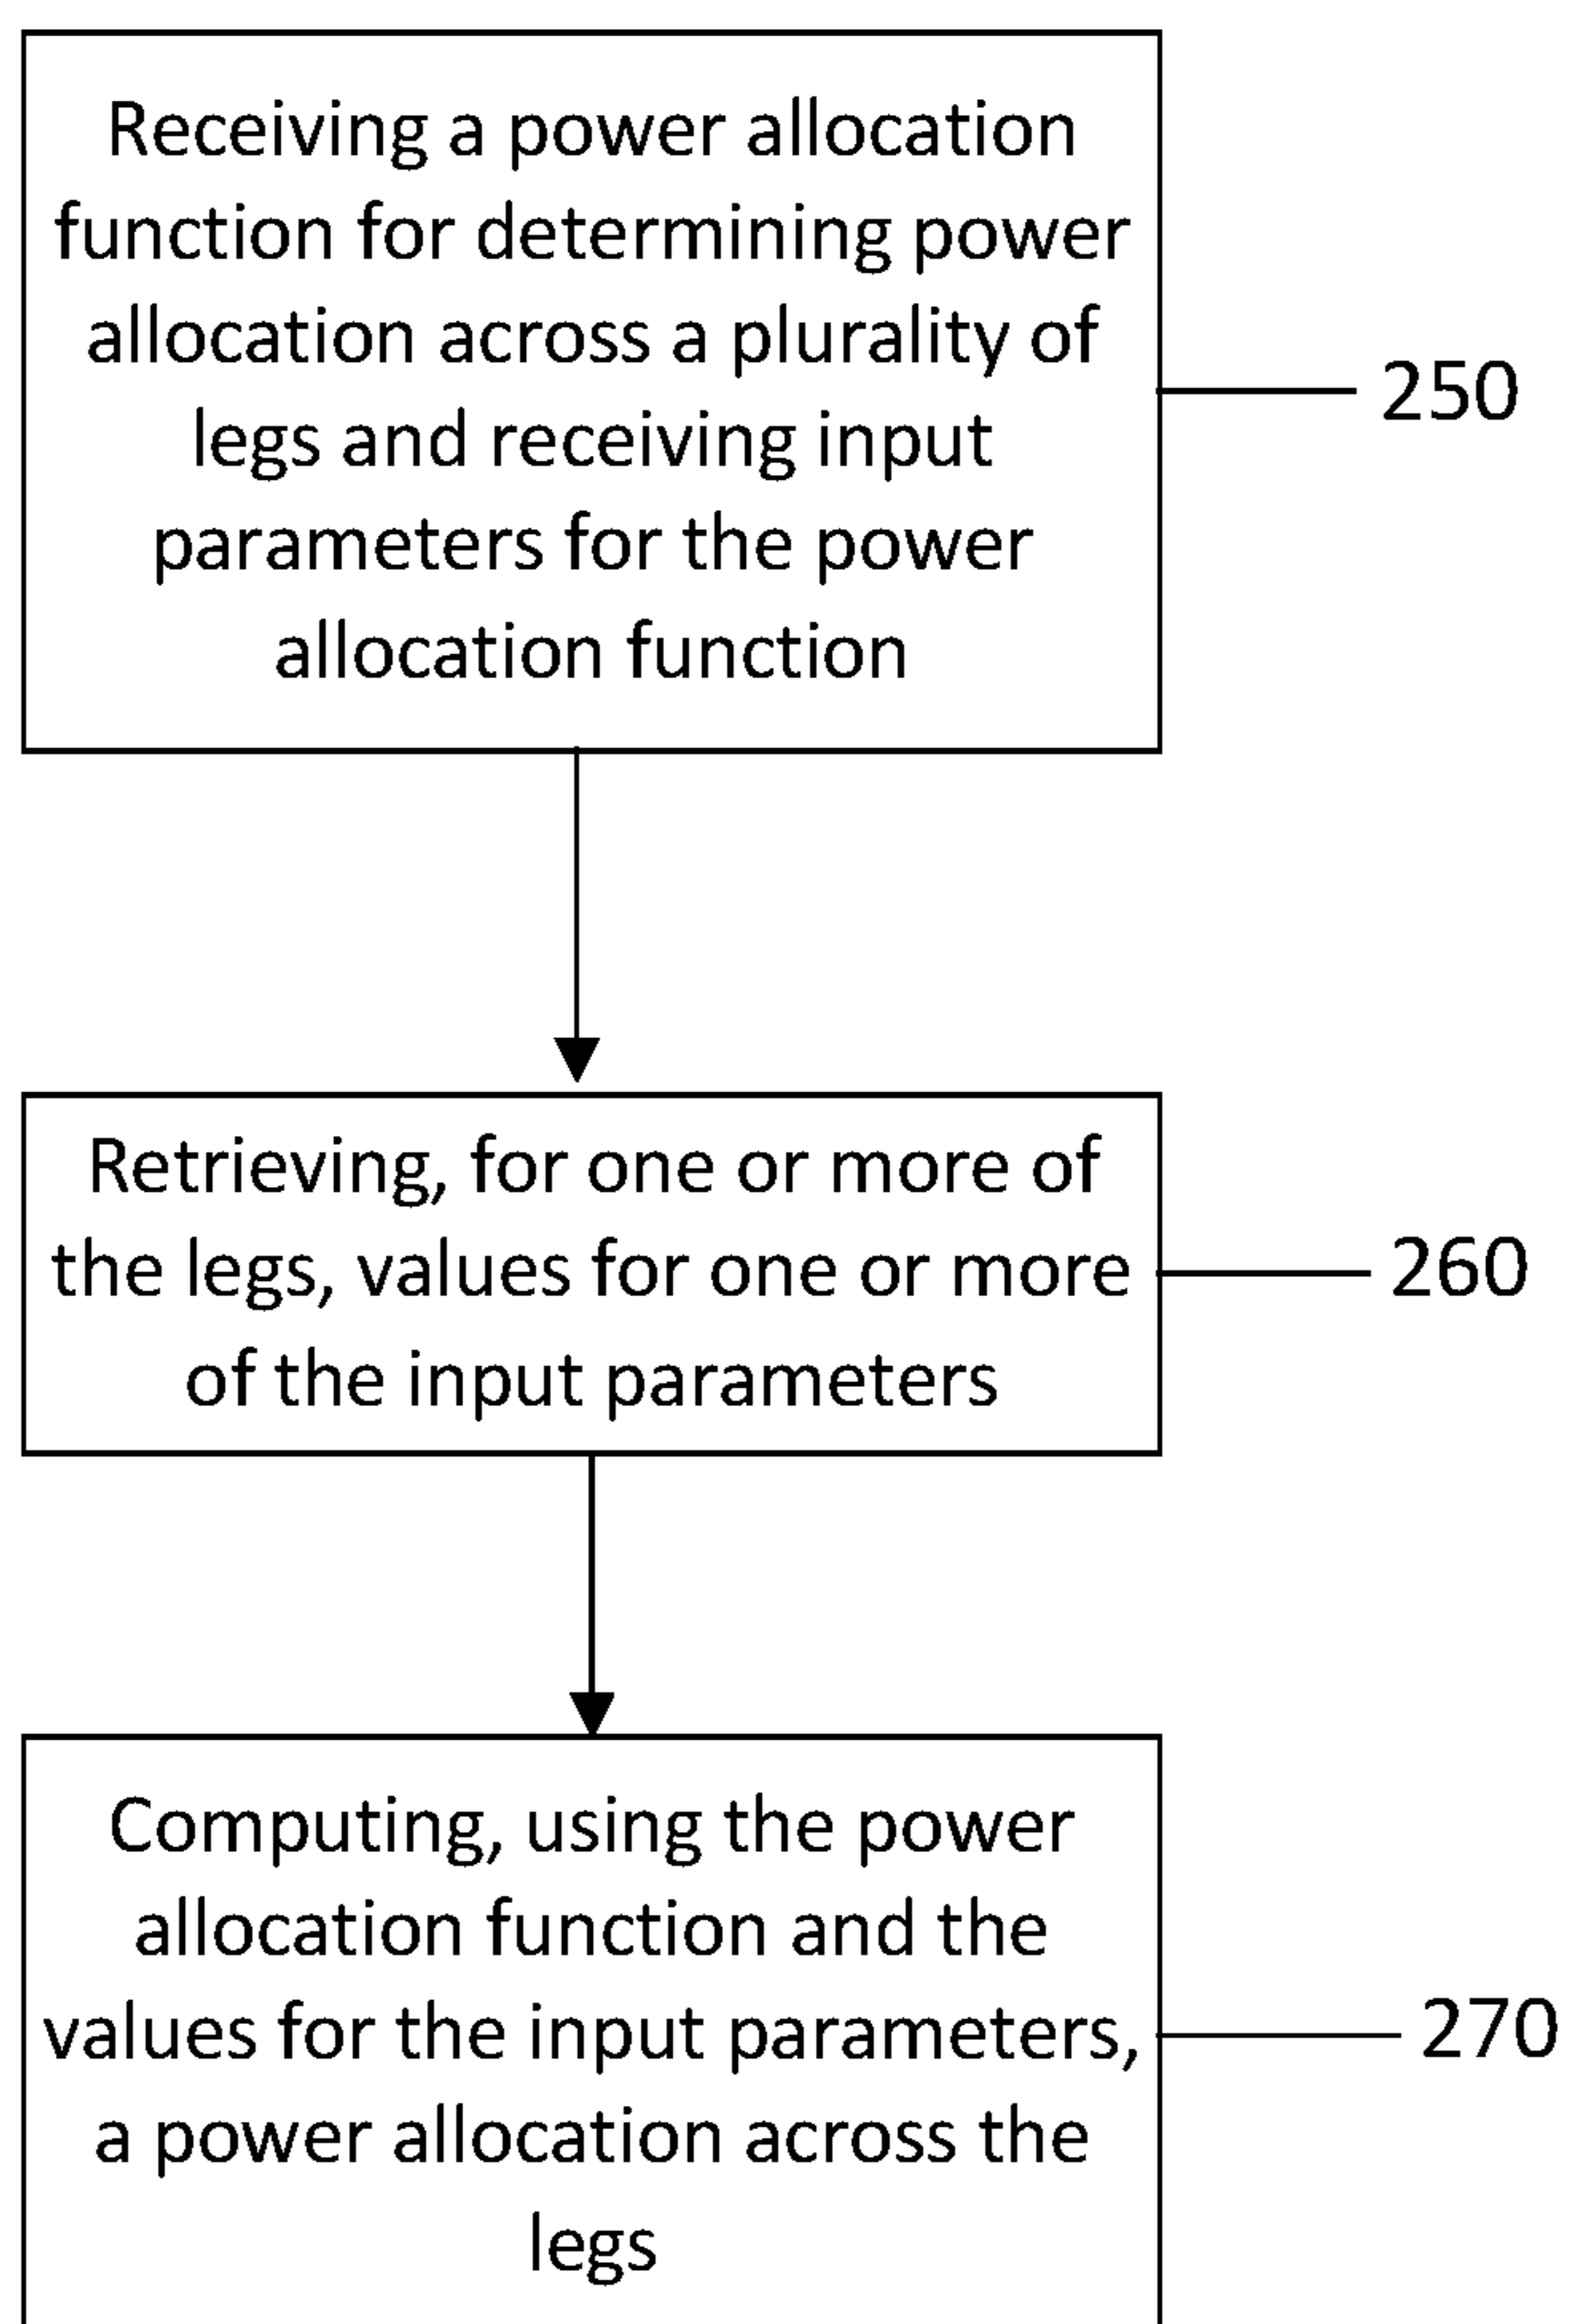 Receiving a power allocation
function for determining power
allocation across a plurality of
legs and receiving input
parameters for the power
allocation function
250
Retrieving, for one or more of
the legs, values for one or more
of the input parameters
260
Computing, using the power
allocation function and the
values for the input parameters,
a power allocation across the
legs
270